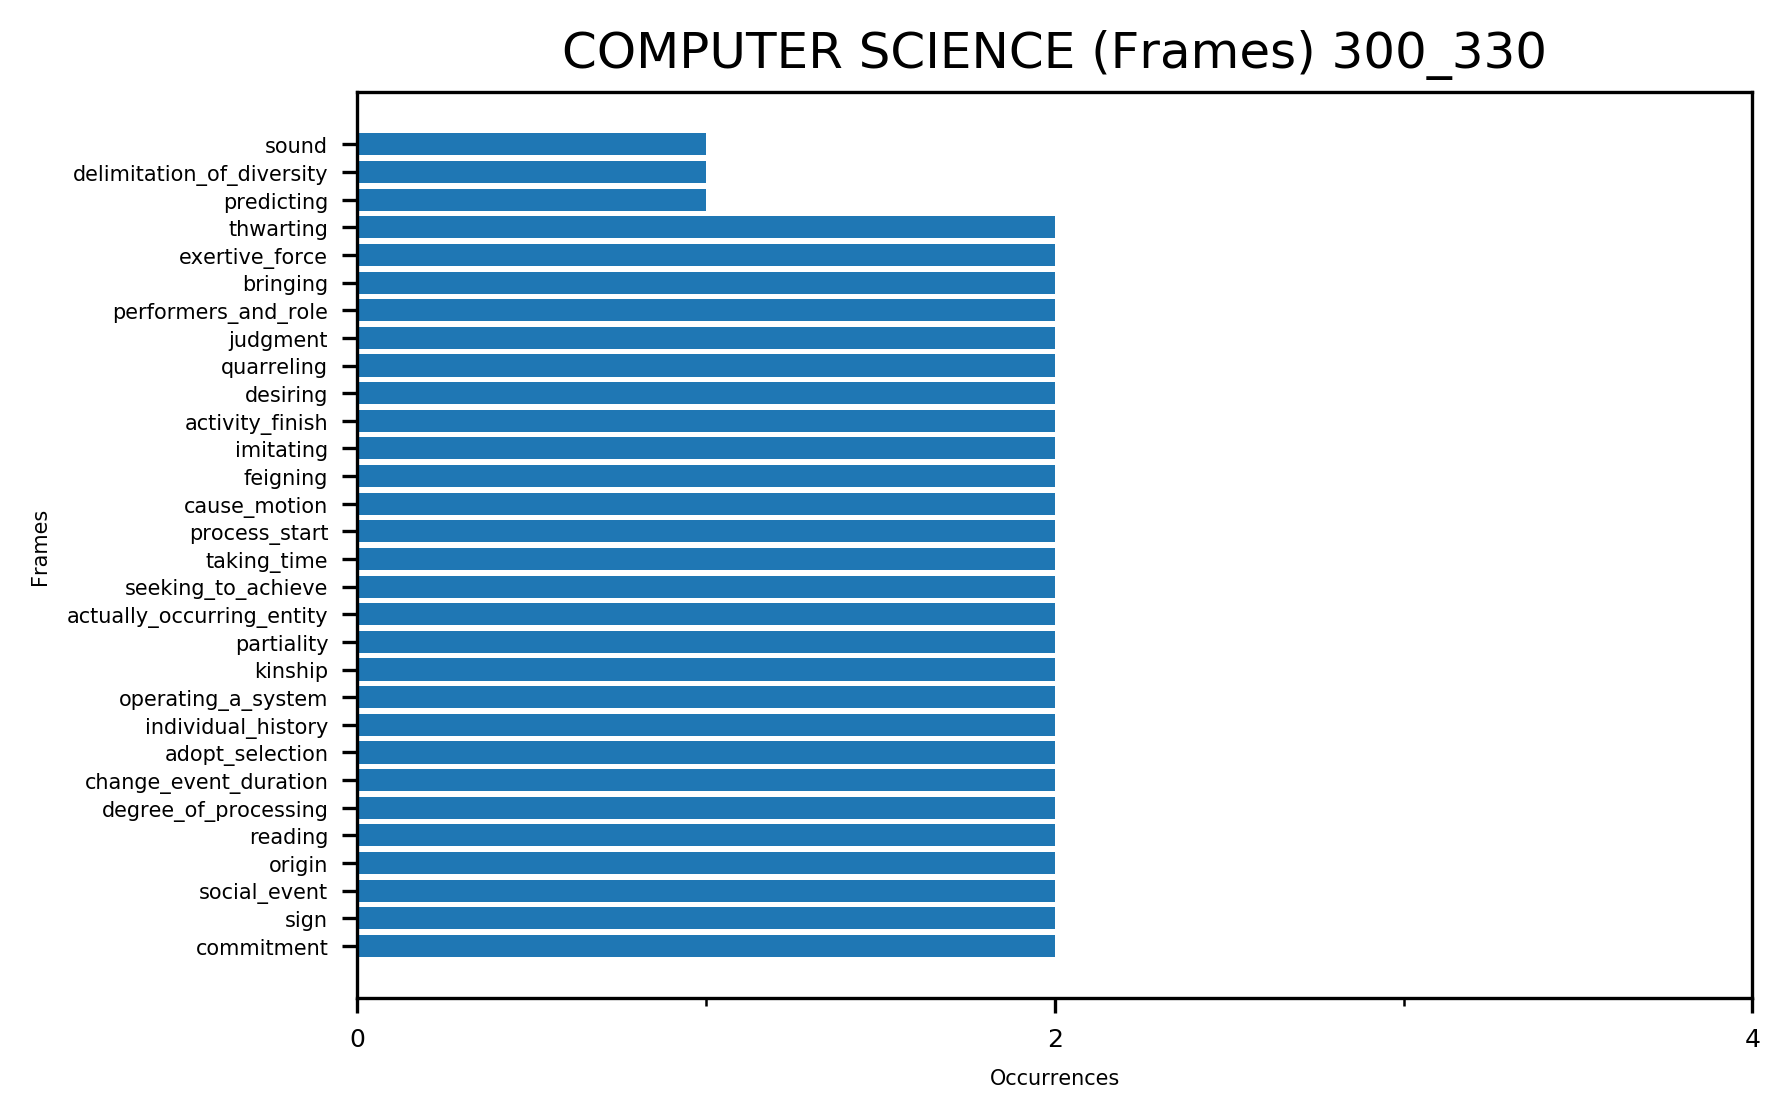 COMPUTER SCIENCE (Frames) 300_330
sound
delimitation_of_diversity
predicting
thwarting
exertive_force
bringing
performers_and_role
judgment
quarreling
desiring
activity_finish
imitating
feigning
cause_motion
process_start
taking_time
seeking_to_achieve
actually_occurring_entity
partiality
kinship
operating_a_system
individual_history
adopt_selection
change_event_duration
degree_of_processing
reading
origin
social_event
sign
commitment
Frames
0 2 4
Occurrences